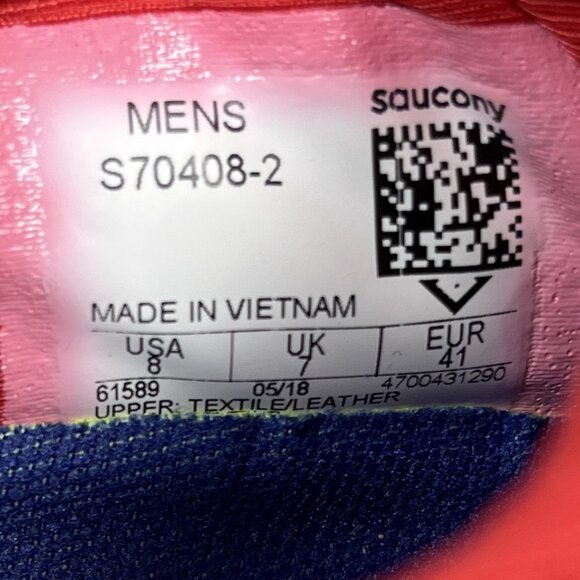 saucony
MENS
S70408-2
MADE IN VIETNAM
USA UK EUR
8 7 41
61589 05/18 4700431290
UPPER: TEXTILE/LEATHER